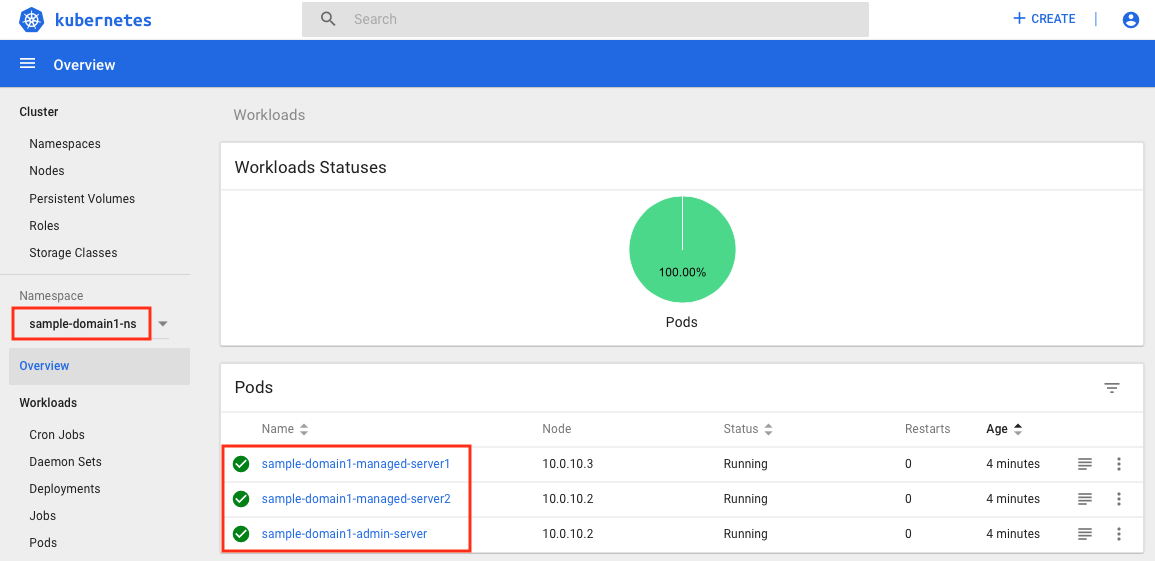 kubernetes
Search
+ CREATE |
Overview
Cluster
Namespaces
Nodes
Persistent Volumes
Roles
Storage Classes
Namespace
sample-domain1-ns
Overview
Workloads
Cron Jobs
Daemon Sets
Deployments
Jobs
Pods
Workloads
Workloads Statuses
100.00%
Pods
Pods
Name Node Status Restarts Age
sample-domain1-managed-server1 10.0.10.3 Running 0 4 minutes
sample-domain1-managed-server2 10.0.10.2 Running 0 4 minutes
sample-domain1-admin-server 10.0.10.2 Running 0 4 minutes